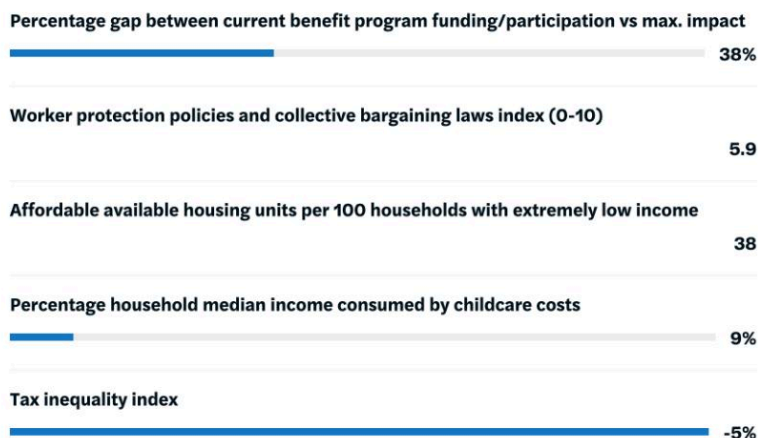 Percentage gap between current benefit program funding/participation vs max. impact
38%
Worker protection policies and collective bargaining laws index (0-10)
5.9
Affordable available housing units per 100 households with extremely low income
38
Percentage household median income consumed by childcare costs
9%
Tax inequality index
-5%